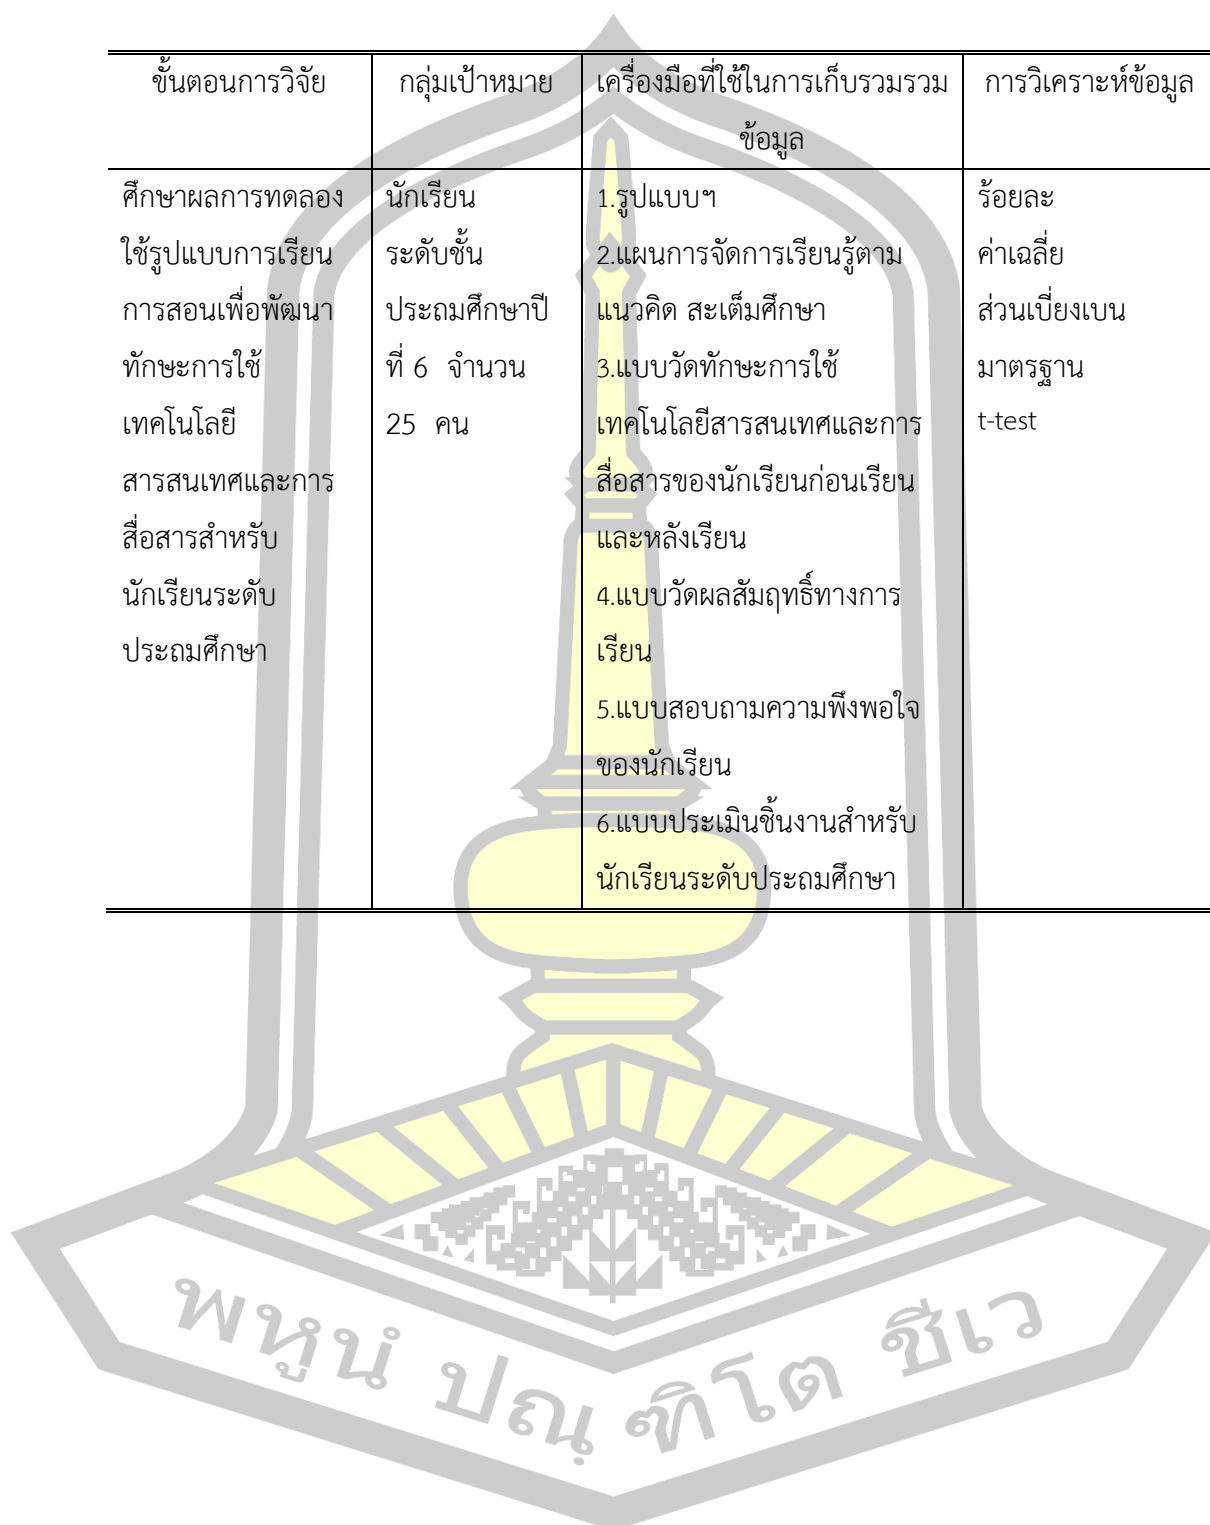 ขั้นตอนการวิจัย กลุ่มเป้าหมาย เครื่องมือที่ใช้ในการเก็บรวมรวม การวิเคราะห์ข้อมูล
ข้อมูล
ศึกษาผลการทดลอง นักเรียน 1.รูปแบบฯ ร้อยละ
ใช้รูปแบบการเรียน ระดับชั้น 2.แผนการจัดการเรียนรู้ตาม ค่าเฉลี่ย
การสอนเพื่อพัฒนา ประถมศึกษาปี แนวคิด สะเต็มศึกษา ส่วนเบี่ยงเบน
ทักษะการใช้ ที่ 6 จำนวน 3.แบบวัดทักษะการใช้ มาตรฐาน
เทคโนโลยี 25 คน เทคโนโลยีสารสนเทศและการ t-test
สารสนเทศและการ สื่อสารของนักเรียนก่อนเรียน
สื่อสารสำหรับ และหลังเรียน
นักเรียนระดับ 4.แบบวัดผลสัมฤทธิ์ทางการ
ประถมศึกษา เรียน
5.แบบสอบถามความพึงพอใจ
ของนักเรียน
6.แบบประเมินชิ้นงานสำหรับ
นักเรียนระดับประถมศึกษา
พหูนํ ปณฺฑิโต ชีเว